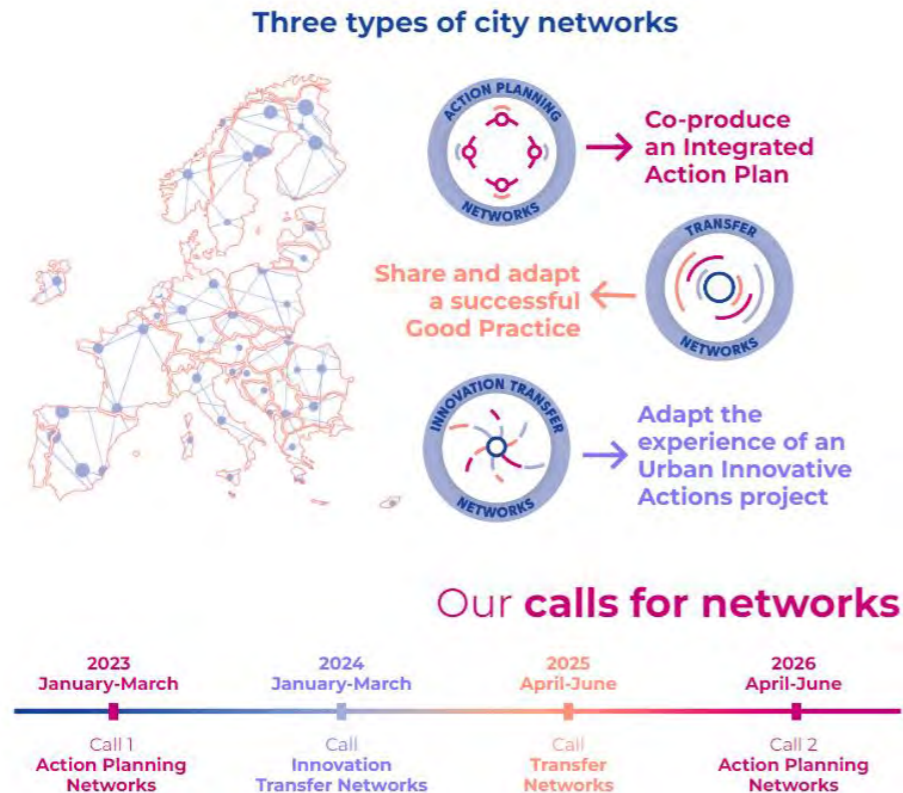 Three types of city networks
ACTION PLANNING
NETWORKS
Co-produce
an Integrated
Action Plan
TRANSFER
NETWORKS
Share and adapt
a successful
Good Practice
INNOVATION TRANSFER
NETWORKS
Adapt the
experience of an
Urban Innovative
Actions project
Our calls for networks
2023
January-March
2024
January-March
2025
April-June
2026
April-June
Call 1
Action Planning
Networks
Call
Innovation
Transfer Networks
Call
Transfer
Networks
Call 2
Action Planning
Networks